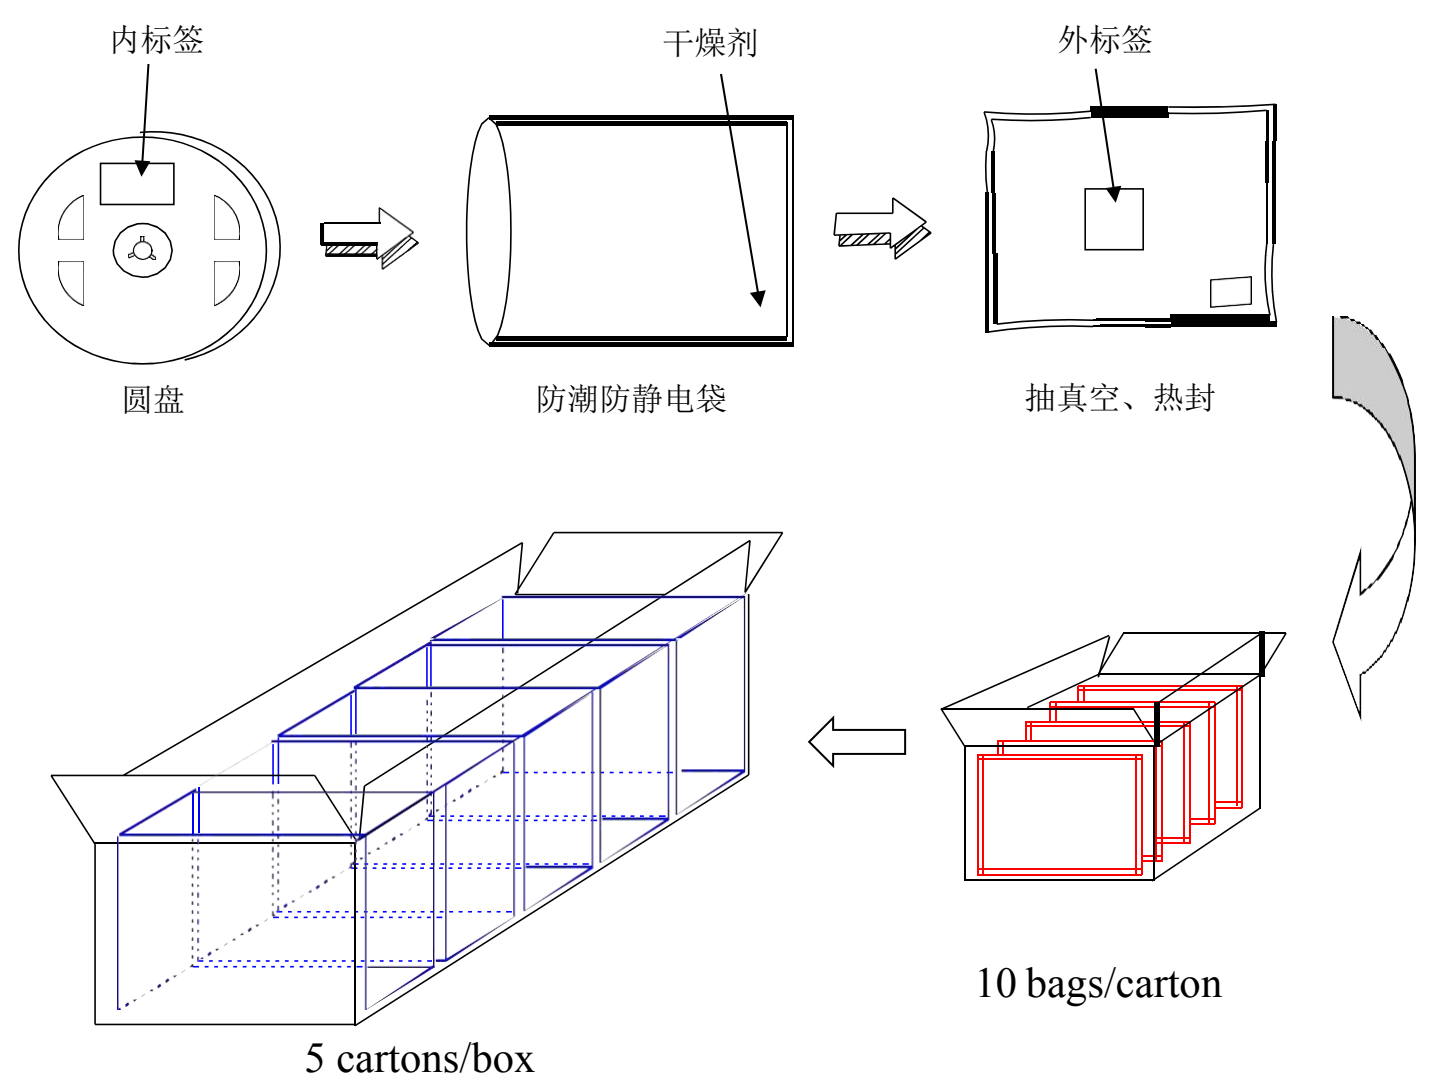 内标签
干燥剂
外标签
圆盘
防潮防静电袋
抽真空、热封
10 bags/carton
5 cartons/box